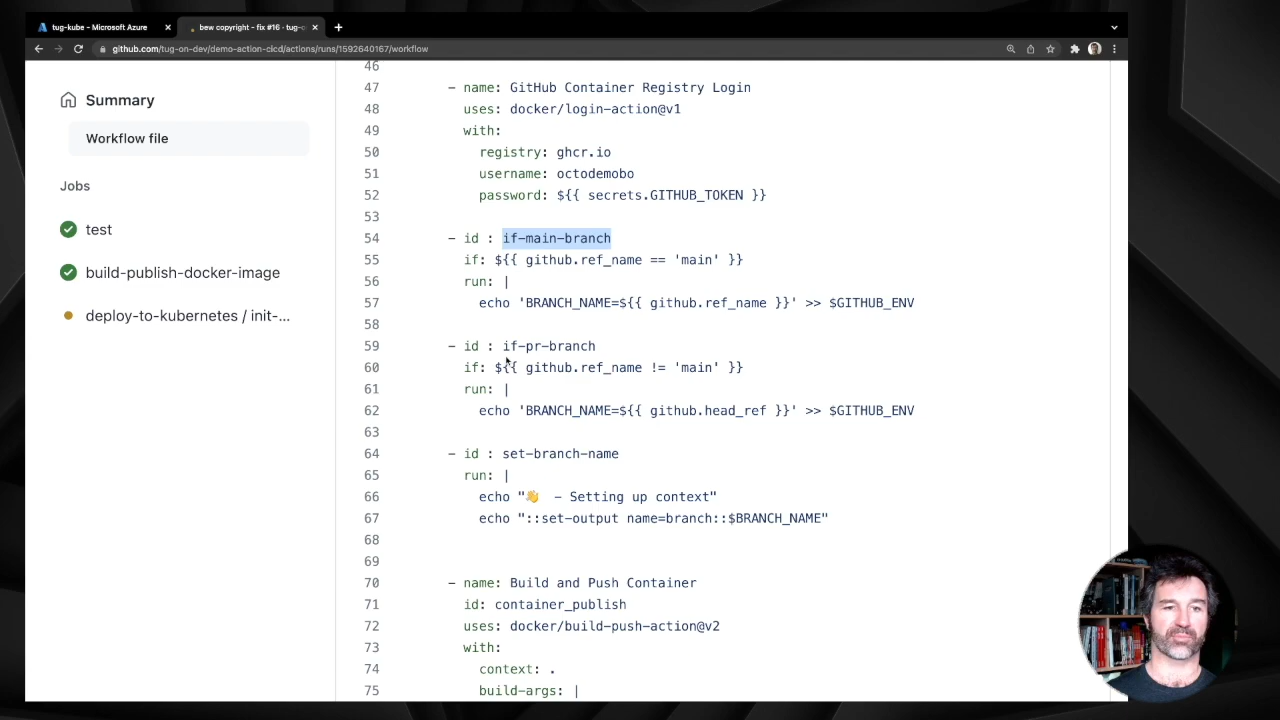 tug-kube - Microsoft Azure
bew copyright - fix #16 · tug-o
github.com/tug-on-dev/demo-action-cicd/actions/runs/1592640167/workflow
Summary
Workflow file
Jobs
test
build-publish-docker-image
deploy-to-kubernetes / init-...
46
47 - name: GitHub Container Registry Login
48 uses: docker/login-action@v1
49 with:
50 registry: ghcr.io
51 username: octodemobo
52 password: ${{ secrets.GITHUB_TOKEN }}
53
54 - id : if-main-branch
55 if: ${{ github.ref_name == 'main' }}
56 run: |
57 echo 'BRANCH_NAME=${{ github.ref_name }}' >> $GITHUB_ENV
58
59 - id : if-pr-branch
60 if: ${{ github.ref_name != 'main' }}
61 run: |
62 echo 'BRANCH_NAME=${{ github.head_ref }}' >> $GITHUB_ENV
63
64 - id : set-branch-name
65 run: |
66 echo "👋 - Setting up context"
67 echo "::set-output name=branch::$BRANCH_NAME"
68
69
70 - name: Build and Push Container
71 id: container_publish
72 uses: docker/build-push-action@v2
73 with:
74 context: .
75 build-args: |